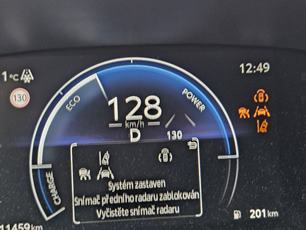 1°C
12:49
130
ECO
128
km/h
POWER
D
130
CHARGE
Systém zastaven
Snímač předního radaru zablokován
Vyčistěte snímač radaru
11459 km
201 km